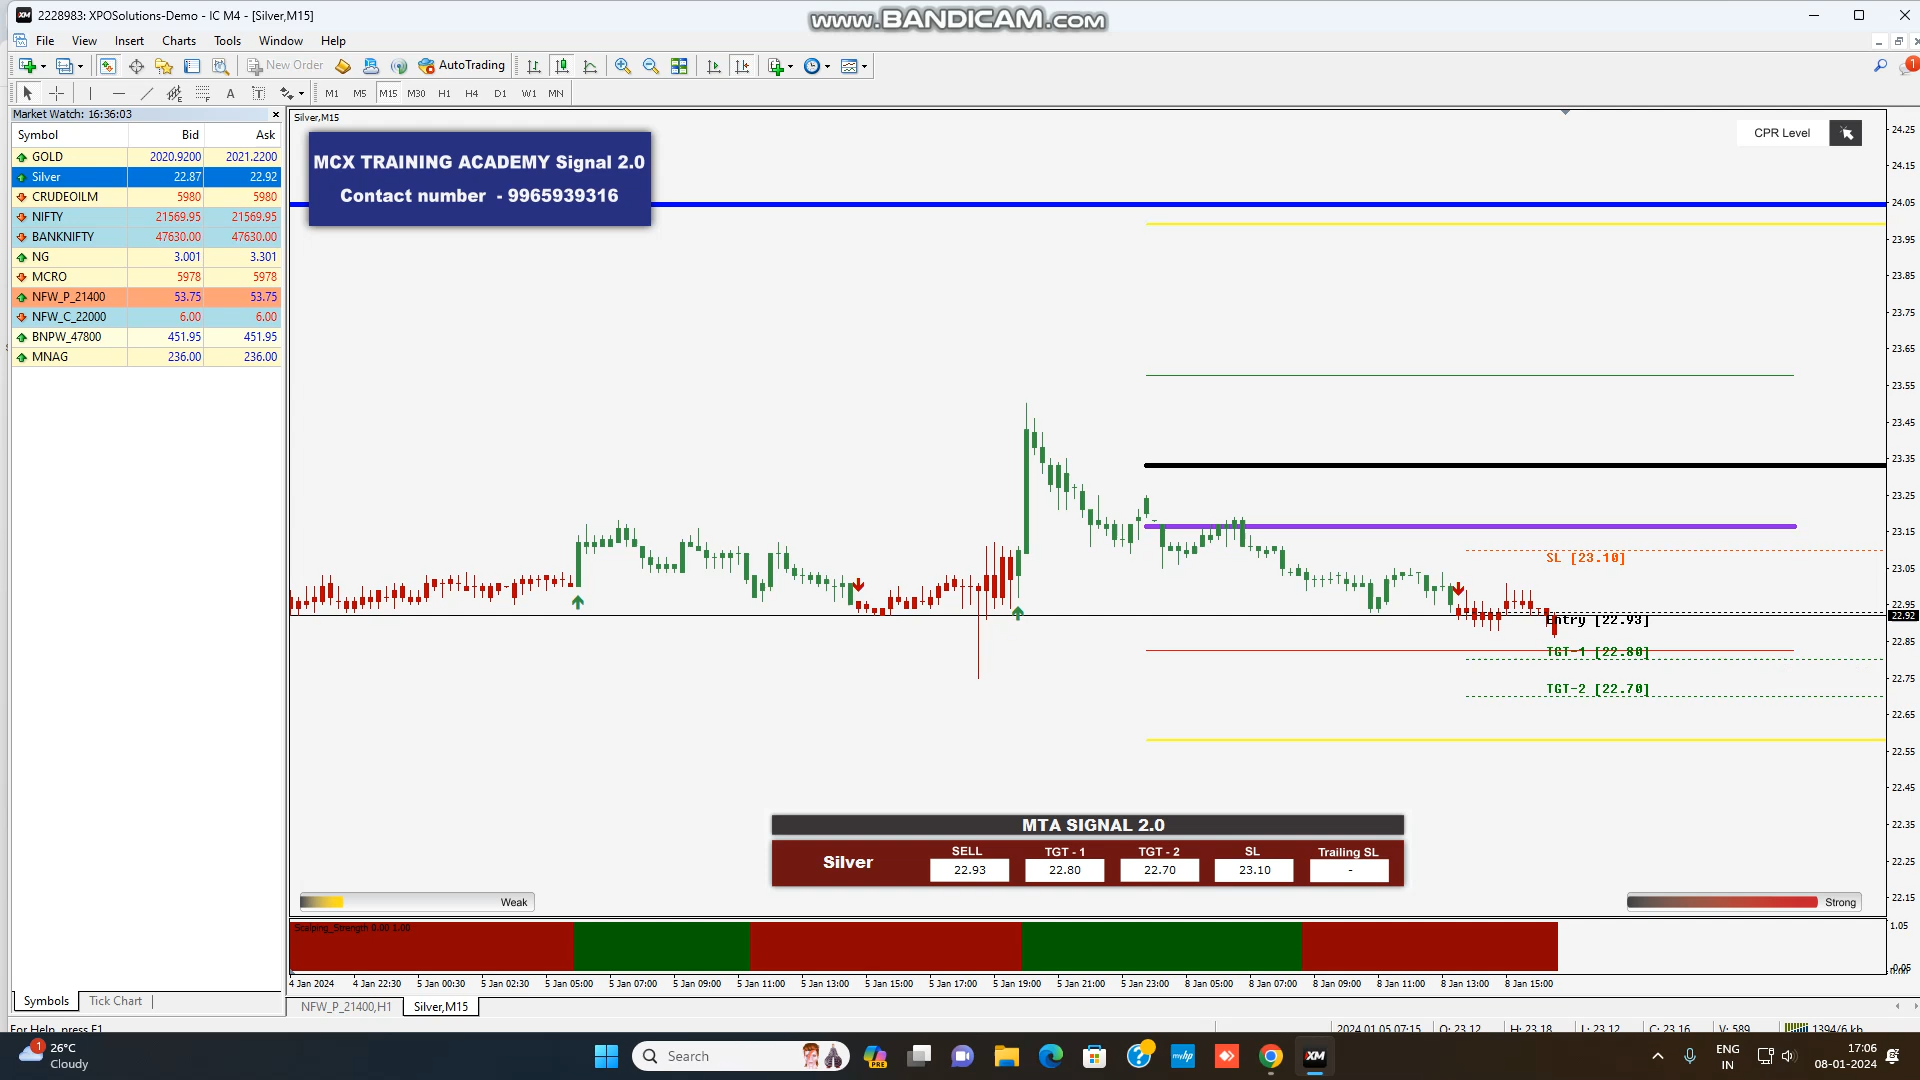 2228983: XPOSolutions-Demo - IC M4 - [Silver,M15]
www.BANDICAM.com
File View Insert Charts Tools Window Help
New Order AutoTrading
1
A T M1 M5 M15 M30 H1 H4 D1 W1 MN
Market Watch: 16:36:03
Symbol Bid Ask
GOLD 2020.9200 2021.2200
Silver 22.87 22.92
CRUDEOILM 5980 5980
NIFTY 21569.95 21569.95
BANKNIFTY 47630.00 47630.00
NG 3.001 3.301
MCRO 5978 5978
NFW_P_21400 53.75 53.75
NFW_C_22000 6.00 6.00
BNPW_47800 451.95 451.95
MNAG 236.00 236.00
Symbols Tick Chart
Silver,M15
MCX TRAINING ACADEMY Signal 2.0
Contact number - 9965939316
CPR Level
24.25
24.15
24.05
23.95
23.85
23.75
23.65
23.55
23.45
23.35
23.25
23.15
23.05
22.95
22.92
22.85
22.75
22.65
22.55
22.45
22.35
22.25
22.15
SL [23.10]
Entry [22.93]
TGT-1 [22.80]
TGT-2 [22.70]
MTA SIGNAL 2.0
Silver SELL TGT - 1 TGT - 2 SL Trailing SL
22.93 22.80 22.70 23.10 -
Weak
Strong
Scalping_Strength 0.00 1.00
1.05
4 Jan 2024 4 Jan 22:30 5 Jan 00:30 5 Jan 02:30 5 Jan 05:00 5 Jan 07:00 5 Jan 09:00 5 Jan 11:00 5 Jan 13:00 5 Jan 15:00 5 Jan 17:00 5 Jan 19:00 5 Jan 21:00 5 Jan 23:00 8 Jan 05:00 8 Jan 07:00 8 Jan 09:00 8 Jan 11:00 8 Jan 13:00 8 Jan 15:00
NFW_P_21400,H1 Silver,M15
For Help, press F1
2024.01.05 07:15 O: 23.12 H: 23.18 L: 23.12 C: 23.16 V: 589 1394/6 kb
1
26°C
Cloudy
Search
PRE
myhp
XM
ENG
IN
17:06
08-01-2024